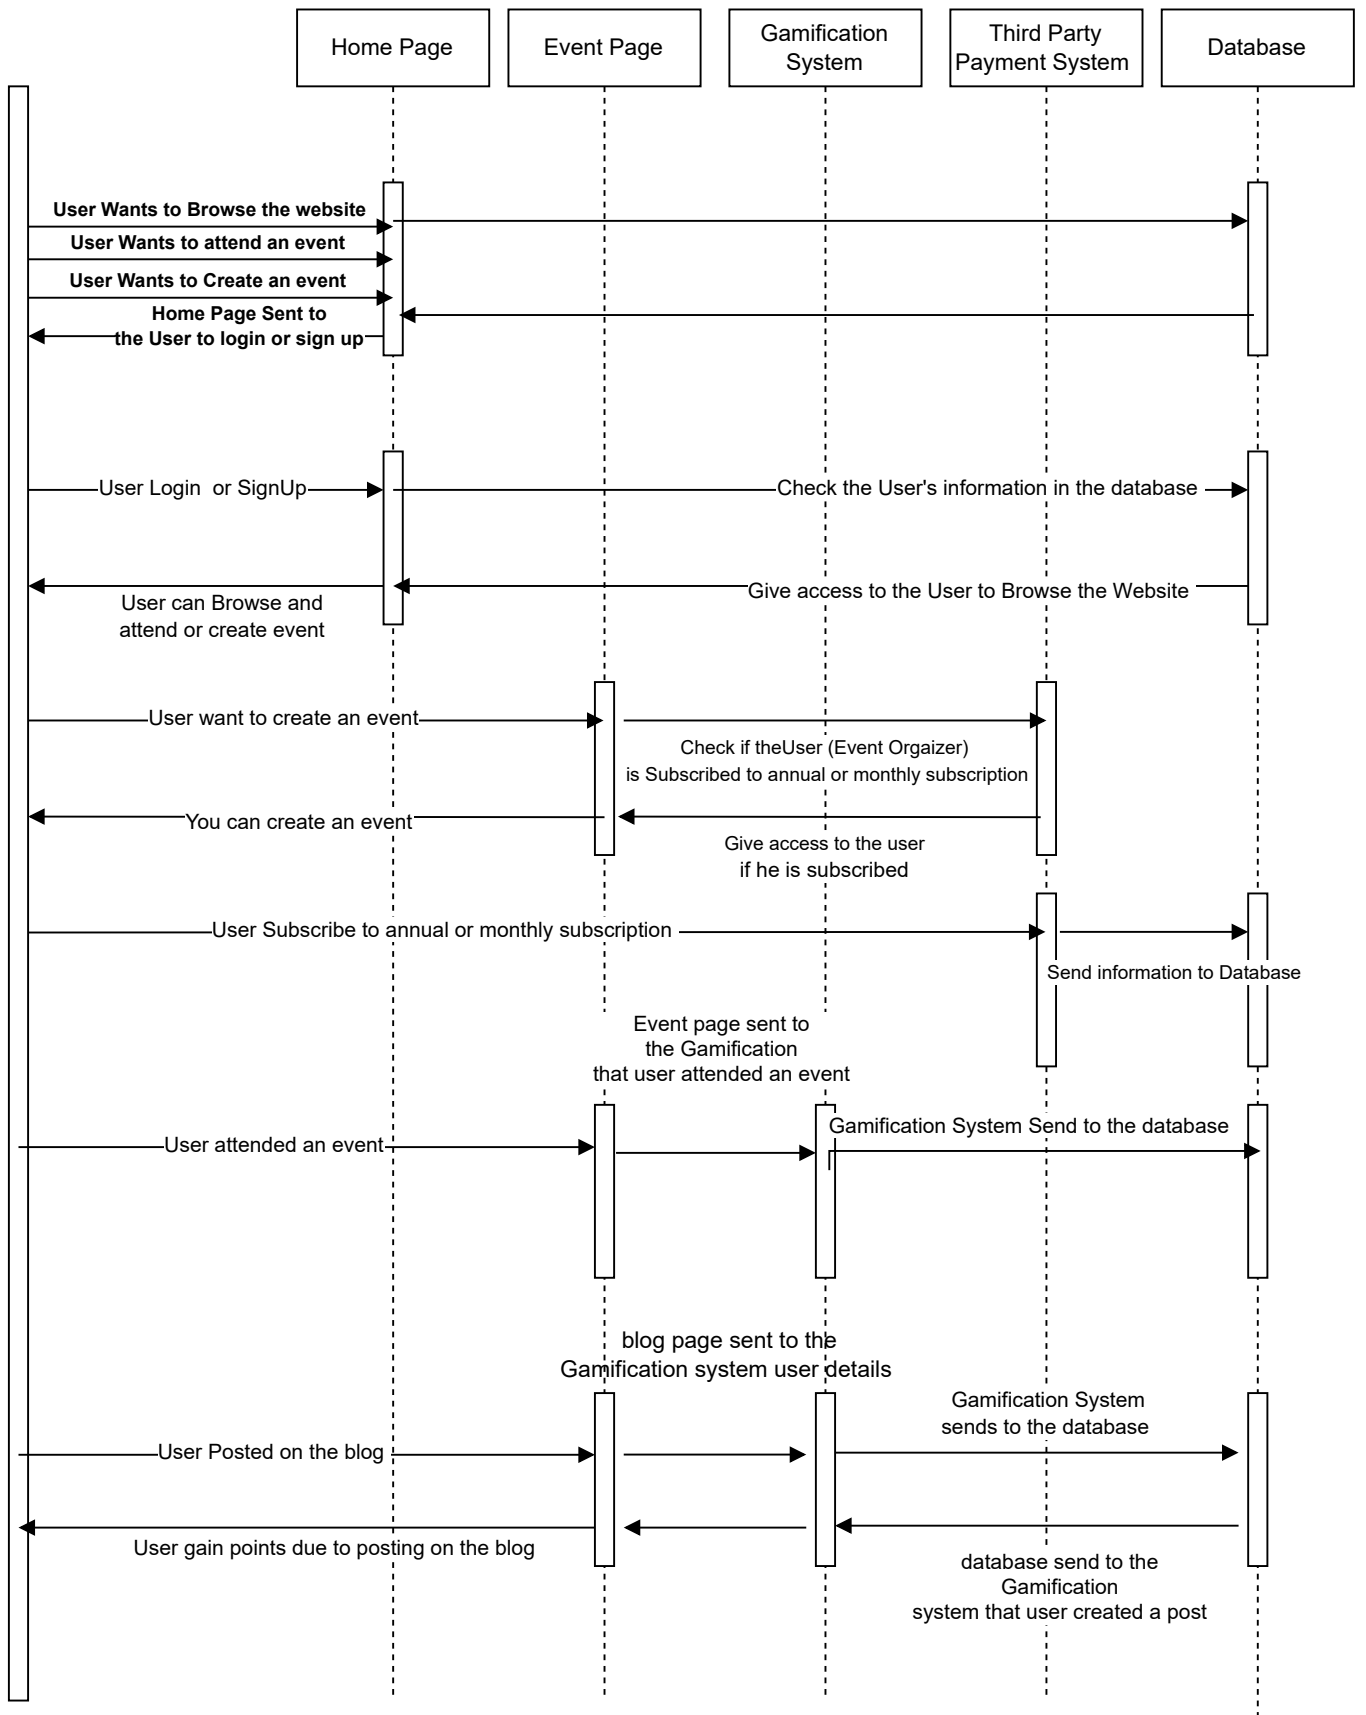 Home Page
Event Page
Gamification
System
Third Party
Payment System
Database
User Wants to Browse the website
User Wants to attend an event
User Wants to Create an event
Home Page Sent to
the User to login or sign up
User Login  or SignUp
Check the User's information in the database
Give access to the User to Browse the Website
User can Browse and
attend or create event
User want to create an event
Check if theUser (Event Orgaizer)
is Subscribed to annual or monthly subscription
You can create an event
Give access to the user
if he is subscribed
User Subscribe to annual or monthly subscription
Send information to Database
Event page sent to
the Gamification
that user attended an event
Gamification System Send to the database
User attended an event
blog page sent to the
Gamification system user details
Gamification System
sends to the database
User Posted on the blog
User gain points due to posting on the blog
database send to the
Gamification
system that user created a post